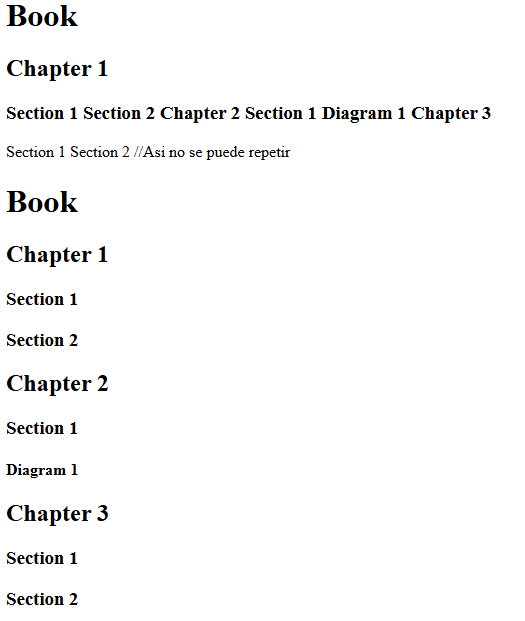 Book
Chapter 1
Section 1 Section 2 Chapter 2 Section 1 Diagram 1 Chapter 3
Section 1 Section 2 //Asi no se puede repetir
Book
Chapter 1
Section 1
Section 2
Chapter 2
Section 1
Diagram 1
Chapter 3
Section 1
Section 2